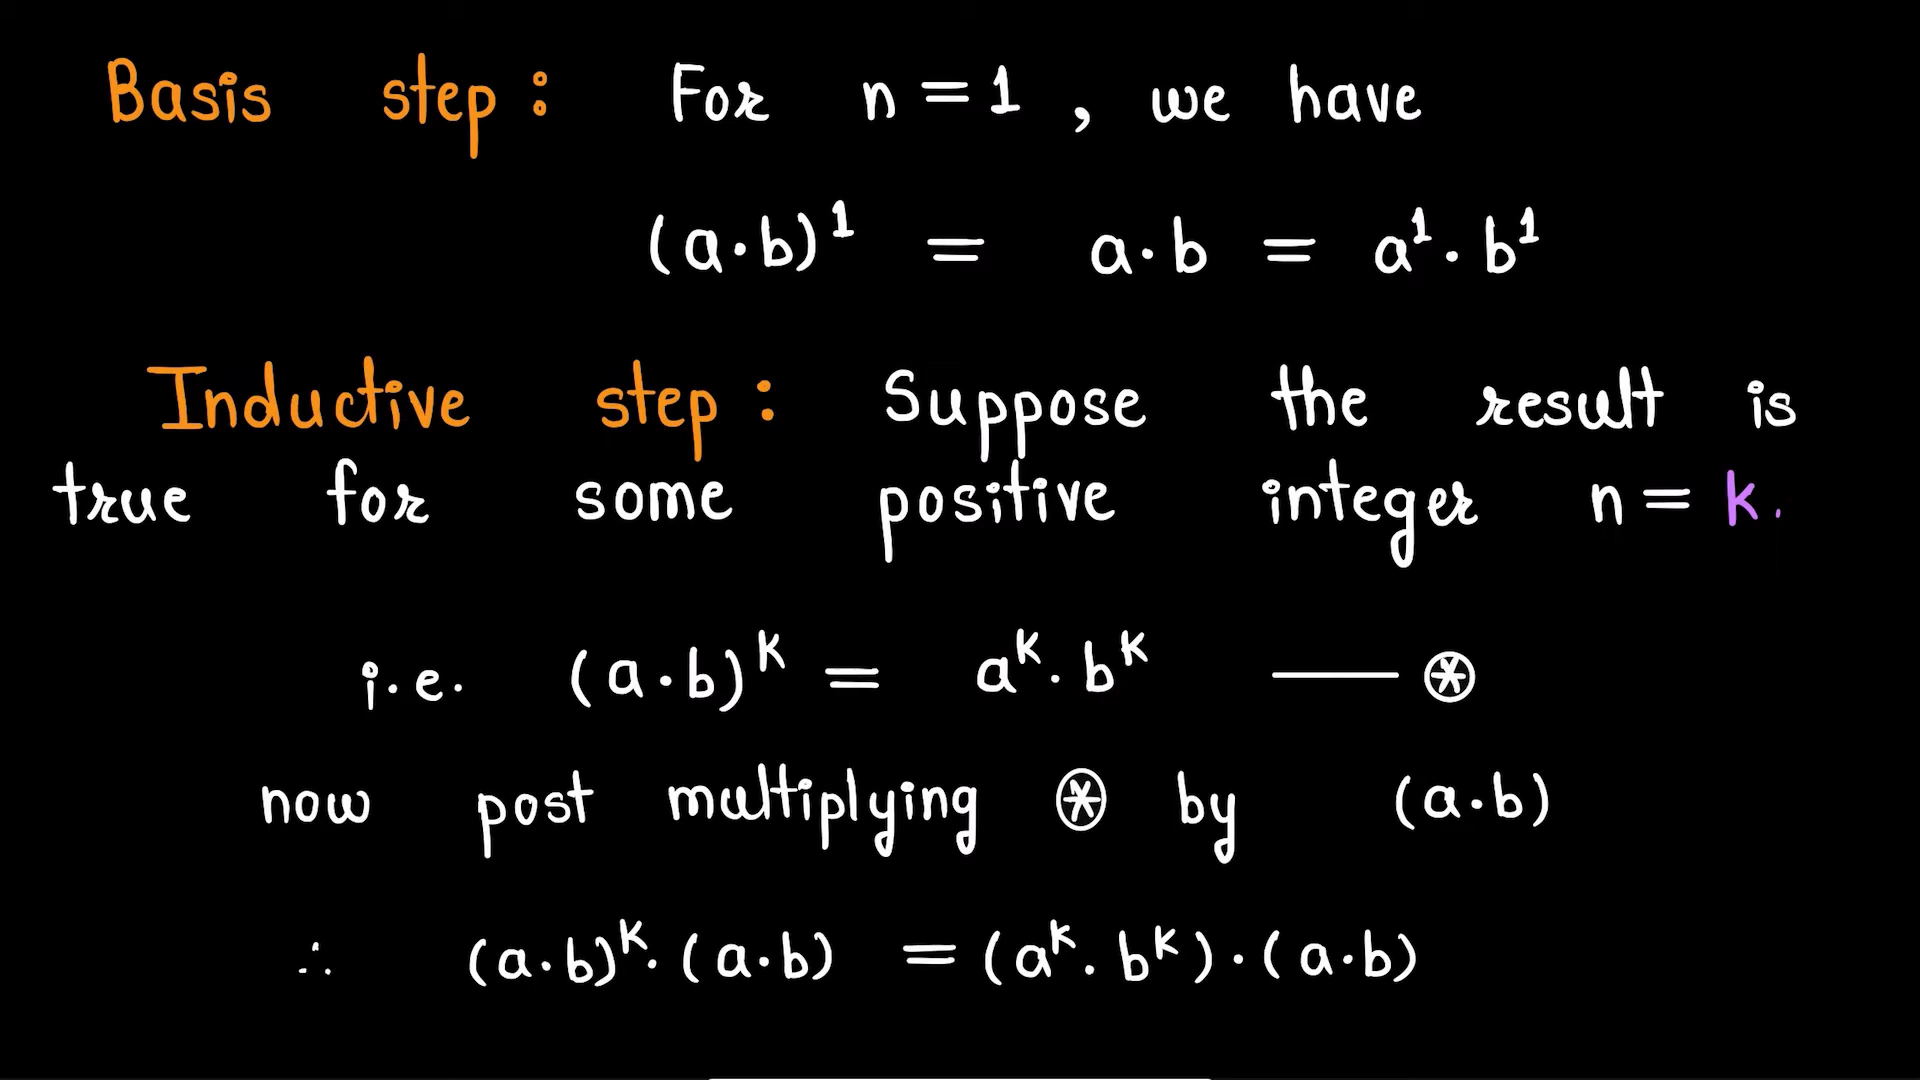 Basis step : For n = 1 , we have
(a·b)¹ = a·b = a¹·b¹
Inductive step : Suppose the result is
true for some positive integer n = k.
i.e. (a·b)ᵏ = aᵏ·bᵏ —— ⊛
now post multiplying ⊛ by (a·b)
∴ (a·b)ᵏ·(a·b) = (aᵏ·bᵏ)·(a·b)